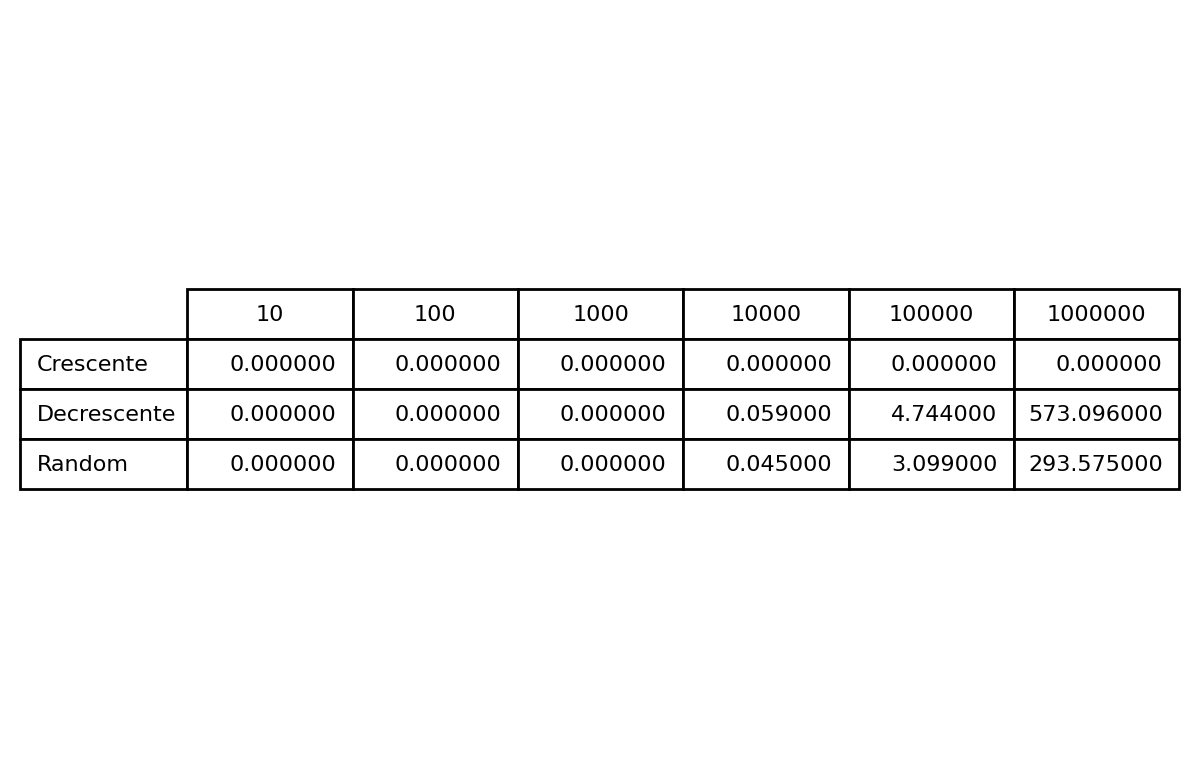 10 100 1000 10000 100000 1000000
Crescente 0.000000 0.000000 0.000000 0.000000 0.000000 0.000000
Decrescente 0.000000 0.000000 0.000000 0.059000 4.744000 573.096000
Random 0.000000 0.000000 0.000000 0.045000 3.099000 293.575000